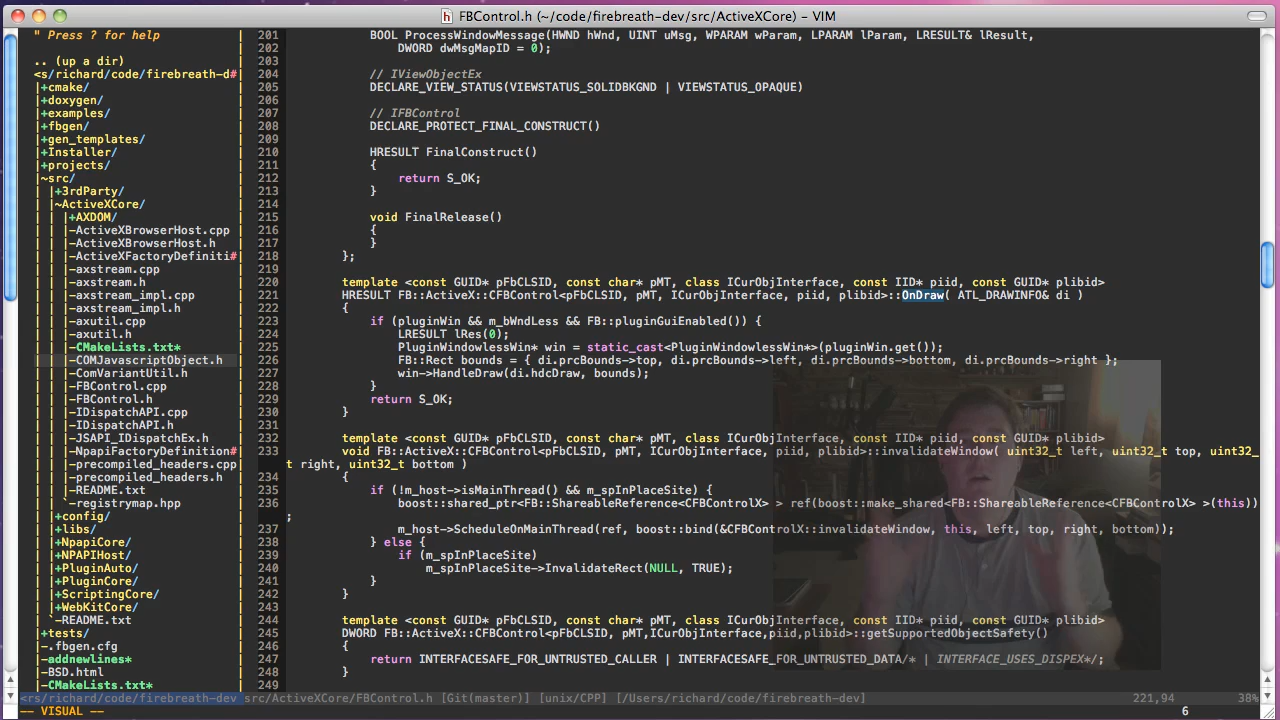 FBControl.h (~/code/firebreath-dev/src/ActiveXCore) – VIM
" Press ? for help
.. (up a dir)
<s/richard/code/firebreath-d#
|+cmake/
|+doxygen/
|+examples/
|+fbgen/
|+gen_templates/
|+Installer/
|+projects/
|~src/
| |+3rdParty/
| |~ActiveXCore/
| | |+AXDOM/
| | |-ActiveXBrowserHost.cpp
| | |-ActiveXBrowserHost.h
| | |-ActiveXFactoryDefiniti#
| | |-axstream.cpp
| | |-axstream.h
| | |-axstream_impl.cpp
| | |-axstream_impl.h
| | |-axutil.cpp
| | |-axutil.h
| | |-CMakeLists.txt*
| | |-COMJavascriptObject.h
| | |-ComVariantUtil.h
| | |-FBControl.cpp
| | |-FBControl.h
| | |-IDispatchAPI.cpp
| | |-IDispatchAPI.h
| | |-JSAPI_IDispatchEx.h
| | |-NpapiFactoryDefinition#
| | |-precompiled_headers.cpp
| | |-precompiled_headers.h
| | |-README.txt
| | `-registrymap.hpp
| |+config/
| |+libs/
| |+NpapiCore/
| |+NPAPIHost/
| |+PluginAuto/
| |+PluginCore/
| |+ScriptingCore/
| |+WebKitCore/
| `-README.txt
|+tests/
|-.fbgen.cfg
|-addnewlines*
|-BSD.html
|-CMakeLists.txt*
201 BOOL ProcessWindowMessage(HWND hWnd, UINT uMsg, WPARAM wParam, LPARAM lParam, LRESULT& lResult,
202 DWORD dwMsgMapID = 0);
203
204 // IViewObjectEx
205 DECLARE_VIEW_STATUS(VIEWSTATUS_SOLIDBKGND | VIEWSTATUS_OPAQUE)
206
207 // IFBControl
208 DECLARE_PROTECT_FINAL_CONSTRUCT()
209
210 HRESULT FinalConstruct()
211 {
212 return S_OK;
213 }
214
215 void FinalRelease()
216 {
217 }
218 };
219
220 template <const GUID* pFbCLSID, const char* pMT, class ICurObjInterface, const IID* piid, const GUID* plibid>
221 HRESULT FB::ActiveX::CFBControl<pFbCLSID, pMT, ICurObjInterface, piid, plibid>::OnDraw( ATL_DRAWINFO& di )
222 {
223 if (pluginWin && m_bWndLess && FB::pluginGuiEnabled()) {
224 LRESULT lRes(0);
225 PluginWindowlessWin* win = static_cast<PluginWindowlessWin*>(pluginWin.get());
226 FB::Rect bounds = { di.prcBounds->top, di.prcBounds->left, di.prcBounds->bottom, di.prcBounds->right };
227 win->HandleDraw(di.hdcDraw, bounds);
228 }
229 return S_OK;
230 }
231
232 template <const GUID* pFbCLSID, const char* pMT, class ICurObjInterface, const IID* piid, const GUID* plibid>
233 void FB::ActiveX::CFBControl<pFbCLSID, pMT, ICurObjInterface, piid, plibid>::invalidateWindow( uint32_t left, uint32_t top, uint32_
t right, uint32_t bottom )
234 {
235 if (!m_host->isMainThread() && m_spInPlaceSite) {
236 boost::shared_ptr<FB::ShareableReference<CFBControlX> > ref(boost::make_shared<FB::ShareableReference<CFBControlX> >(this))
;
237 m_host->ScheduleOnMainThread(ref, boost::bind(&CFBControlX::invalidateWindow, this, left, top, right, bottom));
238 } else {
239 if (m_spInPlaceSite)
240 m_spInPlaceSite->InvalidateRect(NULL, TRUE);
241 }
242 }
243
244 template <const GUID* pFbCLSID, const char* pMT, class ICurObjInterface, const IID* piid, const GUID* plibid>
245 DWORD FB::ActiveX::CFBControl<pFbCLSID, pMT,ICurObjInterface,piid,plibid>::getSupportedObjectSafety()
246 {
247 return INTERFACESAFE_FOR_UNTRUSTED_CALLER | INTERFACESAFE_FOR_UNTRUSTED_DATA/* | INTERFACE_USES_DISPEX*/;
248 }
249
<rs/richard/code/firebreath-dev src/ActiveXCore/FBControl.h [Git(master)] [unix/CPP] [/Users/richard/code/firebreath-dev] 221,94 38%
-- VISUAL -- 6